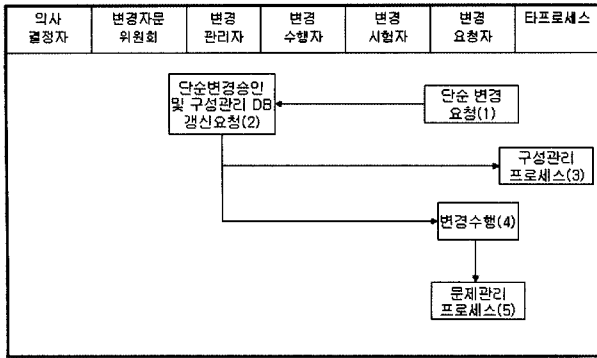 의사 결정자
변경자문 위원회
변경 관리자
변경 수행자
변경 시험자
변경 요청자
타프로세스
단순변경승인
및 구성관리 DB
갱신요청(2)
단순 변경
요청(1)
구성관리
프로세스(3)
변경수행(4)
문제관리
프로세스(5)